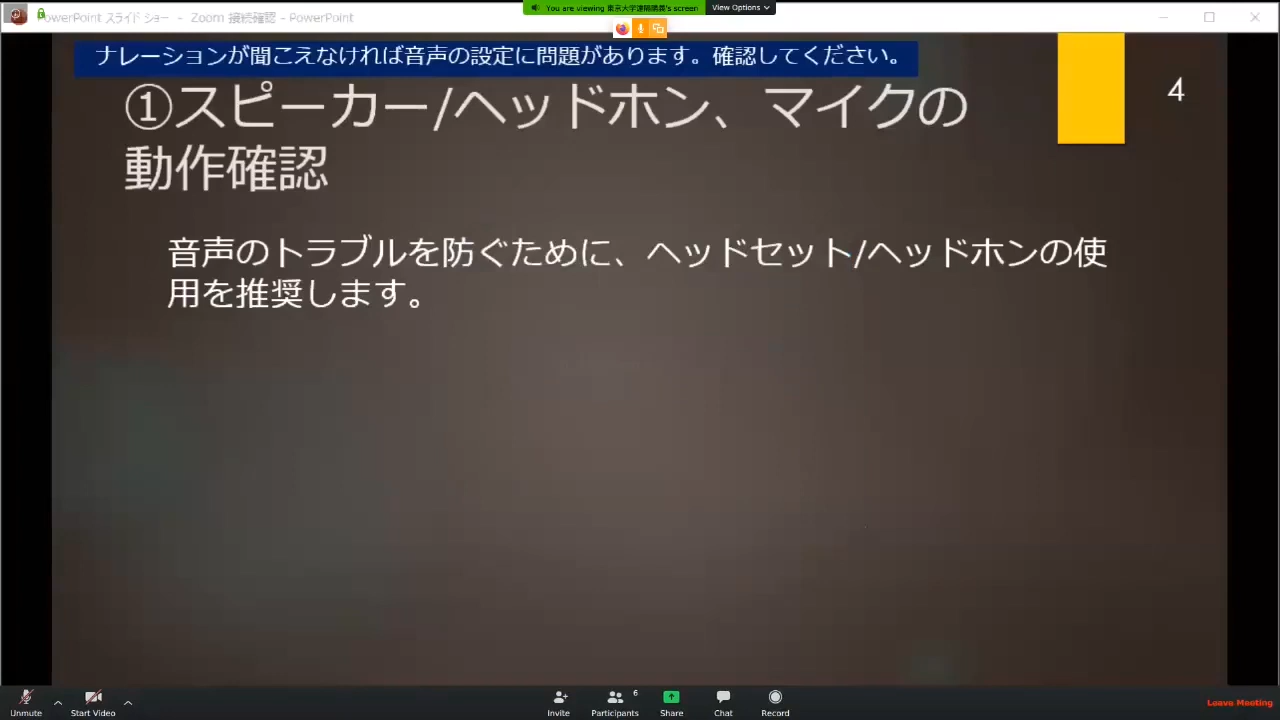 PowerPoint スライド ショー - Zoom 接続確認 - PowerPoint
You are viewing 東京大学遠隔講義's screen
View Options
ナレーションが聞こえなければ音声の設定に問題があります。確認してください。
①スピーカー/ヘッドホン、マイクの
動作確認
4
音声のトラブルを防ぐために、ヘッドセット/ヘッドホンの使
用を推奨します。
Unmute
Start Video
Invite
Participants 6
Share
Chat
Record
Leave Meeting